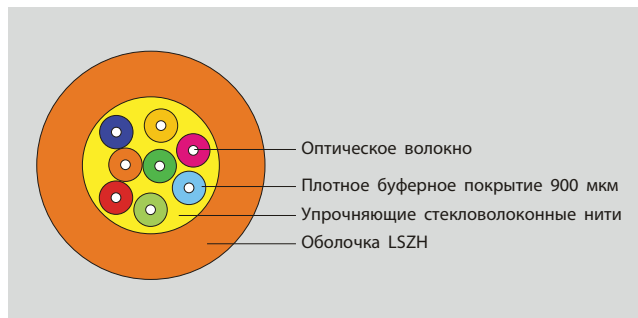 Оптическое волокно
Плотное буферное покрытие 900 мкм
Упрочняющие стекловолоконные нити
Оболочка LSZH